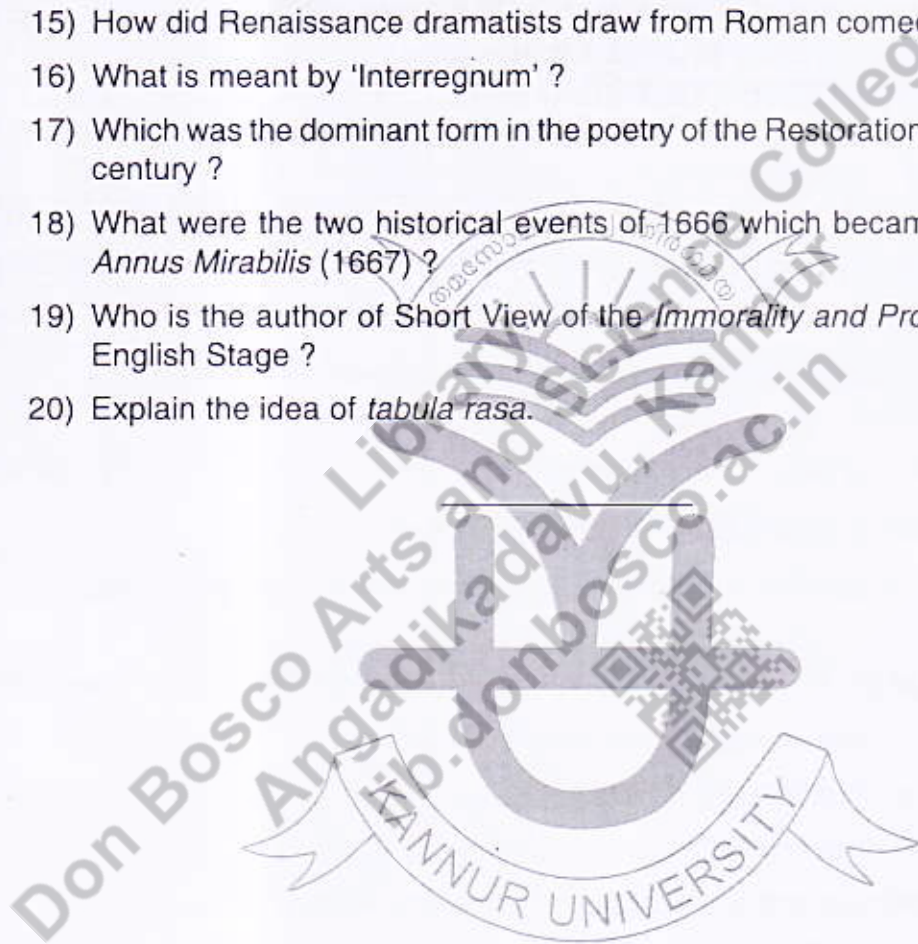 15) How did Renaissance dramatists draw from Roman
16) What is meant by ‘Interregnum’ ?
17) Which was the dominant form in the poetry of the Restoration
century ?
18) What were the two historical events of 1666 which
Annus Mirabilis (1667) ?
19) Who is the author of Short View of the Immorality and
English Stage ?
20) Explain the idea of tabula rasa.
Library
Don Bosco Arts and Science College
Angadikadavu, Kannur
lib.donbosco.ac.in
KANNUR UNIVERSITY